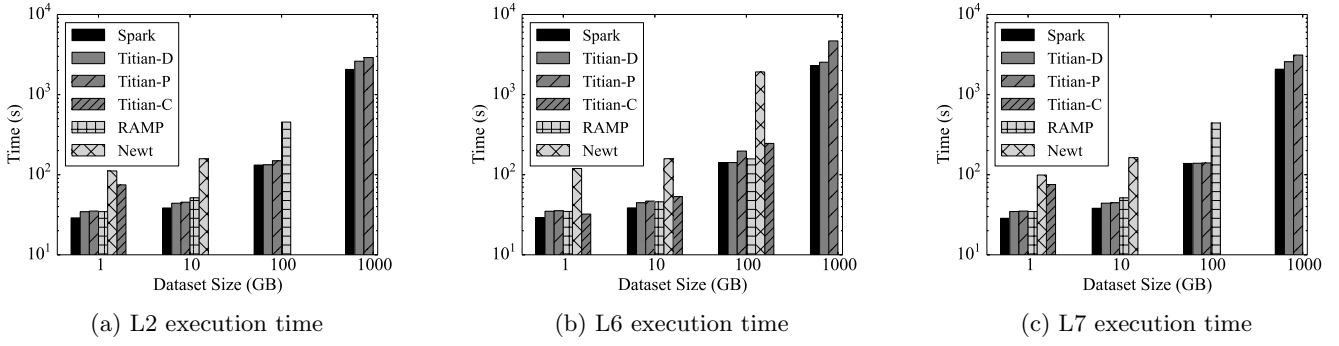 10^4
10^3
10^2
10^1
Time (s)
Spark
Titian-D
Titian-P
Titian-C
RAMP
Newt
1 10 100 1000
Dataset Size (GB)
(a) L2 execution time
10^4
10^3
10^2
10^1
Time (s)
Spark
Titian-D
Titian-P
Titian-C
RAMP
Newt
1 10 100 1000
Dataset Size (GB)
(b) L6 execution time
10^4
10^3
10^2
10^1
Time (s)
Spark
Titian-D
Titian-P
Titian-C
RAMP
Newt
1 10 100 1000
Dataset Size (GB)
(c) L7 execution time